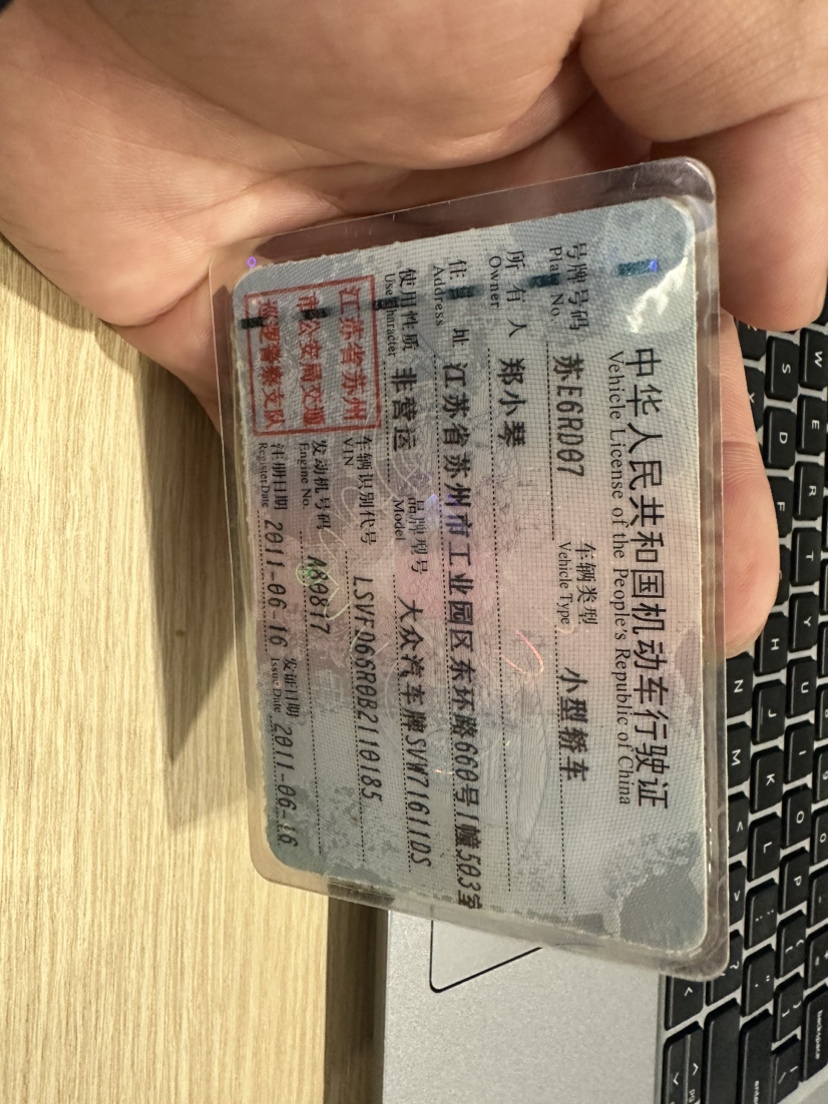 中华人民共和国机动车行驶证
Vehicle License of the People's Republic of China
号牌号码 苏E6RD07 车辆类型 小型轿车
Plate No. Vehicle Type
所有人 郑小琴
Owner
住址 江苏省苏州市工业园区东环路660号1幢503室
Address
使用性质 非营运 品牌型号 大众汽车牌SVW71611DS
Use Character Model
江苏省苏州
市公安局交通
巡逻警察支队
车辆识别代号 LSVFD66R0B2110185
VIN
发动机号码 A80817
Engine No.
注册日期 2011-06-16 发证日期 2011-06-16
Register Date Issue Date
W
S
E
D
R
F
T
Y
H
U
J
N
I
K
M
L
<
P
:
;
>
?
"
'
{
[
}
]
|
\
backspace
enter